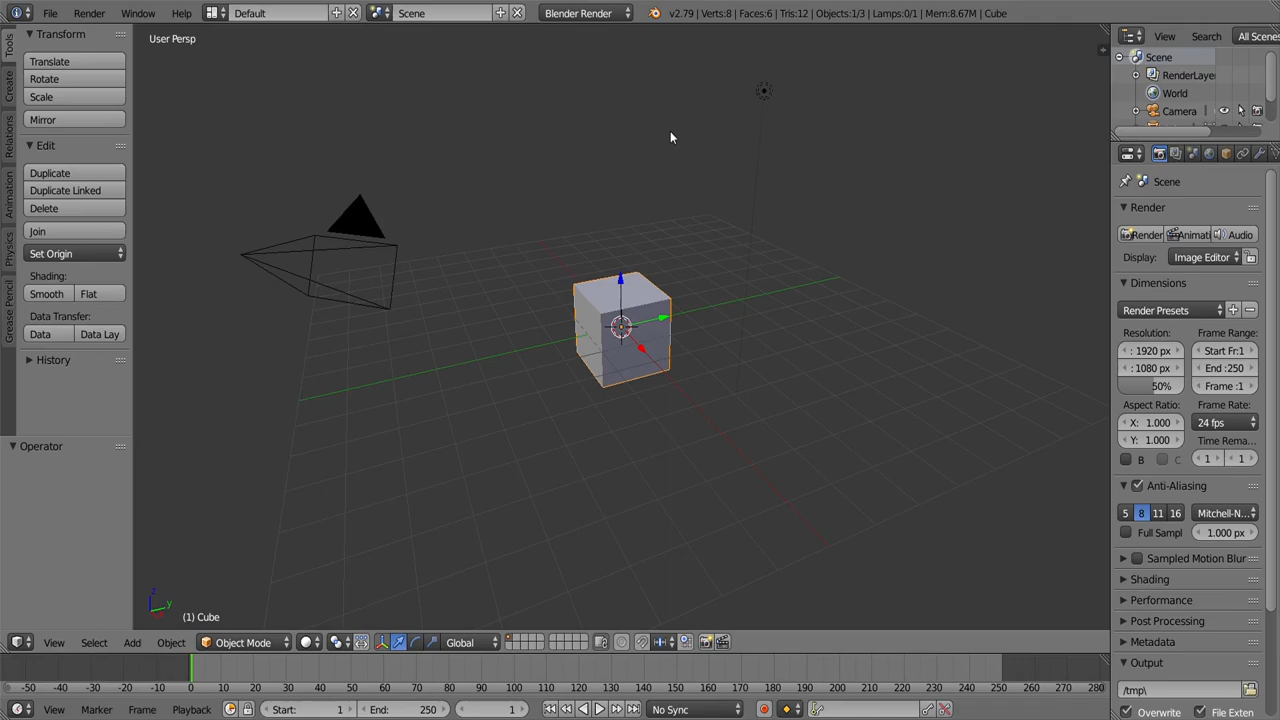 File Render Window Help Default Scene Blender Render v2.79 | Verts:8 | Faces:6 | Tris:12 | Objects:1/3 | Lamps:0/1 | Mem:8.67M | Cube
Tools
Create
Relations
Animation
Physics
Grease Pencil
Transform
Translate
Rotate
Scale
Mirror
Edit
Duplicate
Duplicate Linked
Delete
Join
Set Origin
Shading:
Smooth Flat
Data Transfer:
Data Data Lay
History
Operator
User Persp
z
y
(1) Cube
View Search All Scenes
Scene
RenderLaye
World
Camera
Scene
Render
Render Animati Audio
Display: Image Editor
Dimensions
Render Presets
Resolution: Frame Range:
: 1920 px Start Fr:1
: 1080 px End :250
50% Frame :1
Aspect Ratio: Frame Rate:
X: 1.000 24 fps
Y: 1.000 Time Rema...
B C 1 1
Anti-Aliasing
5 8 11 16 Mitchell-N...
Full Sampl 1.000 px
Sampled Motion Blur
Shading
Performance
Post Processing
Metadata
Output
/tmp\
Overwrite File Exten
View Select Add Object Object Mode Global
-50 -40 -30 -20 -10 0 10 20 30 40 50 60 70 80 90 100 110 120 130 140 150 160 170 180 190 200 210 220 230 240 250 260 270 280
View Marker Frame Playback Start: 1 End: 250 1 No Sync